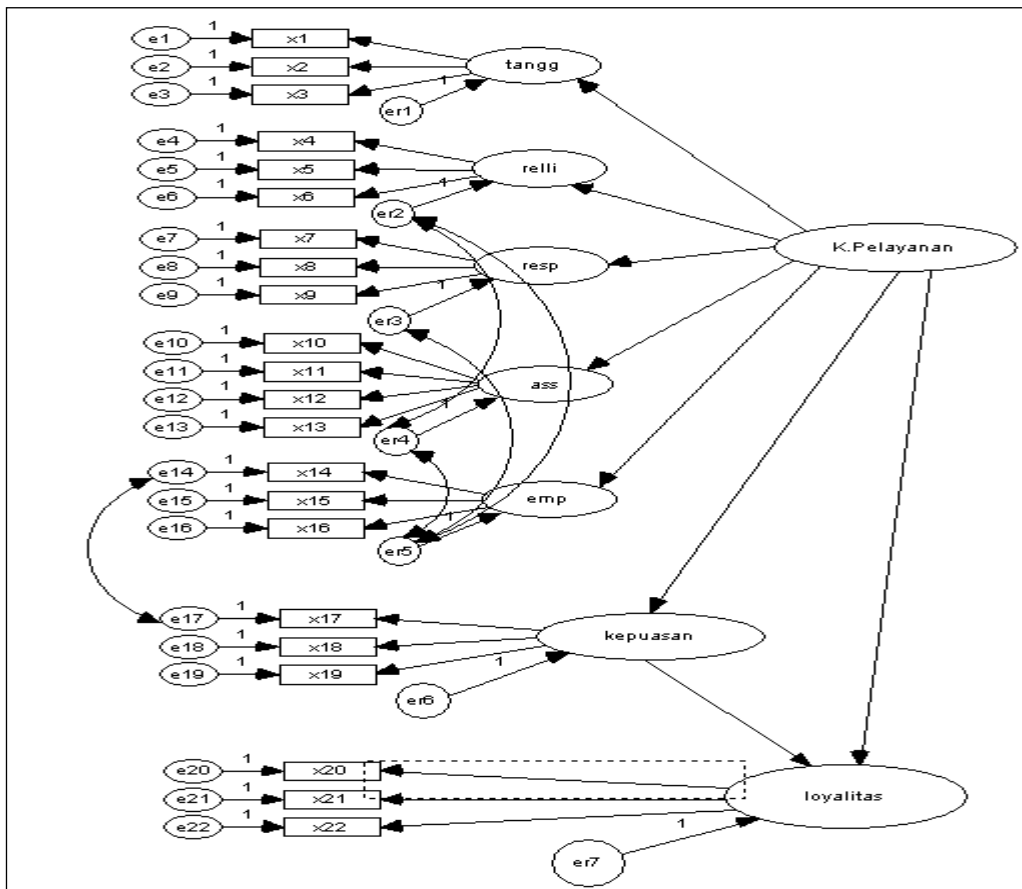 e1 1 x1
e2 1 x2 tangg
e3 1 x3 1
er1
e4 1 x4
e5 1 x5 relli
e6 1 x6 1
er2
e7 1 x7
K.Pelayanan
e8 1 x8 resp
e9 1 x9 1
er3
e10 1 x10
e11 1 x11 ass
e12 1 x12 1
e13 1 x13
er4
e14 1 x14
e15 1 x15 emp
e16 1 x16 1
er5
e17 1 x17
e18 1 x18 kepuasan
e19 1 x19 1
er6
e20 1 x20
e21 1 x21 loyalitas
e22 1 x22 1
er7